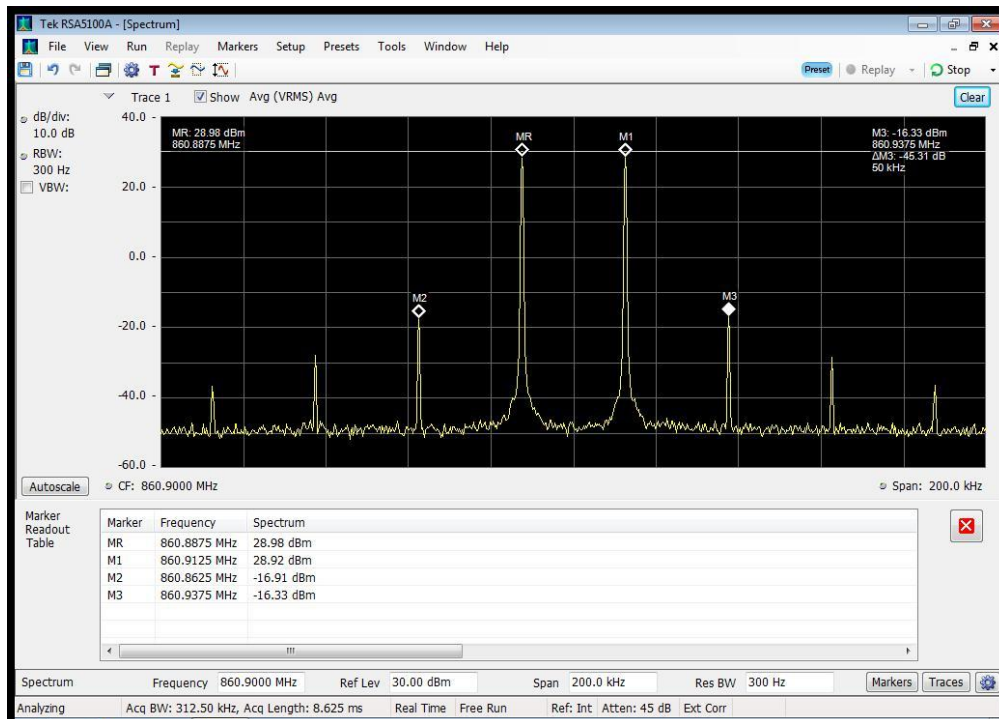 Tek RSA5100A - [Spectrum]
File View Run Replay Markers Setup Presets Tools Window Help
T Preset Replay Stop
Trace 1 Show Avg (VRMS) Avg Clear
dB/div:
10.0 dB
RBW:
300 Hz
VBW:
40.0 -
20.0 -
0.0 -
-20.0 -
-40.0 -
-60.0 -
MR: 28.98 dBm
860.8875 MHz
MR
M1
M2
M3
M3: -16.33 dBm
860.9375 MHz
ΔM3: -45.31 dB
50 kHz
Autoscale CF: 860.9000 MHz Span: 200.0 kHz
Marker
Readout
Table
Marker Frequency Spectrum
MR 860.8875 MHz 28.98 dBm
M1 860.9125 MHz 28.92 dBm
M2 860.8625 MHz -16.91 dBm
M3 860.9375 MHz -16.33 dBm
Spectrum Frequency 860.9000 MHz Ref Lev 30.00 dBm Span 200.0 kHz Res BW 300 Hz Markers Traces
Analyzing Acq BW: 312.50 kHz, Acq Length: 8.625 ms Real Time Free Run Ref: Int Atten: 45 dB Ext Corr